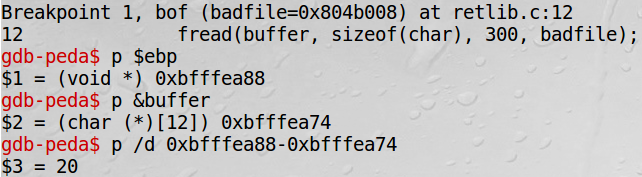 Breakpoint 1, bof (badfile=0x804b008) at retlib.c:12
12          fread(buffer, sizeof(char), 300, badfile);
gdb-peda$ p $ebp
$1 = (void *) 0xbfffea88
gdb-peda$ p &buffer
$2 = (char (*)[12]) 0xbfffea74
gdb-peda$ p /d 0xbfffea88-0xbfffea74
$3 = 20